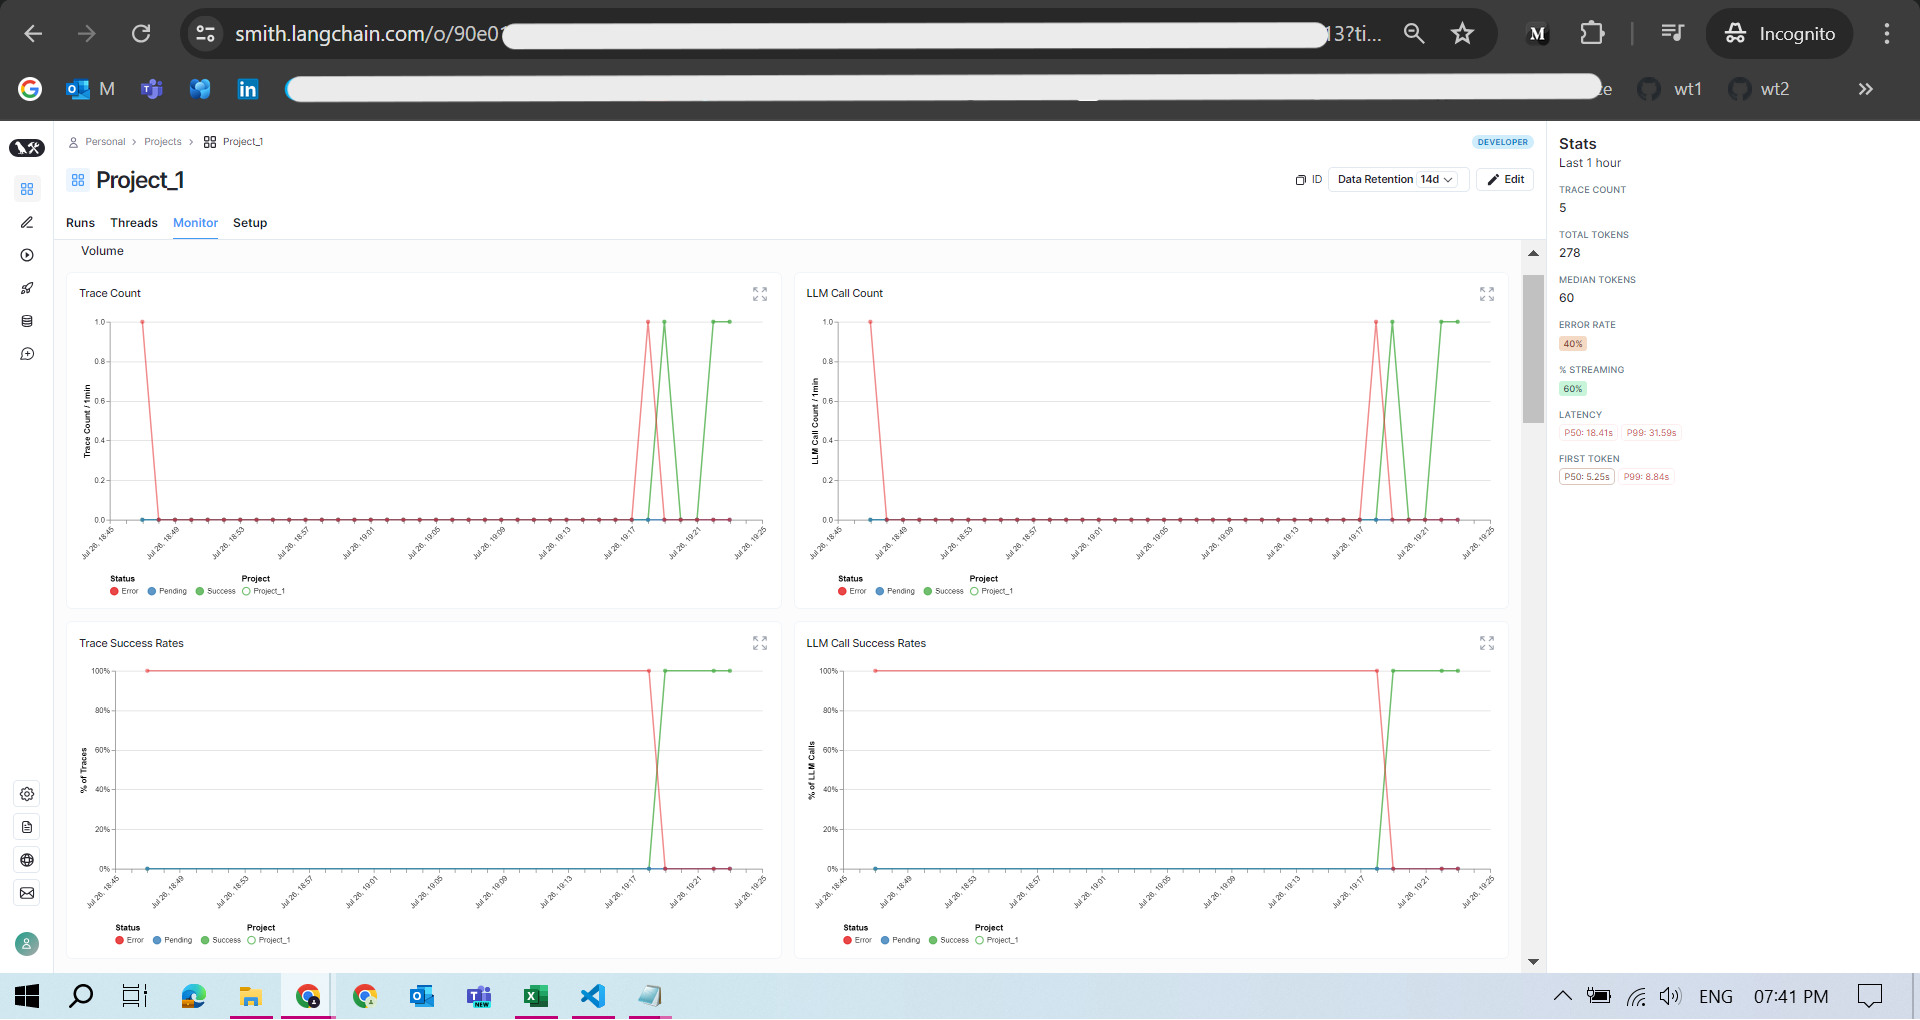 smith.langchain.com/o/90e01
13?ti...
Incognito
M
wt1
wt2
Personal > Projects > Project_1
DEVELOPER
Project_1
ID
Data Retention 14d
Edit
Runs Threads Monitor Setup
Volume
Trace Count
Trace Count / 1min
1.0
0.8
0.6
0.4
0.2
0.0
Jul 26, 18:45
Jul 26, 18:49
Jul 26, 18:53
Jul 26, 18:57
Jul 26, 19:01
Jul 26, 19:05
Jul 26, 19:09
Jul 26, 19:13
Jul 26, 19:17
Jul 26, 19:21
Jul 26, 19:25
Status Project
Error Pending Success Project_1
LLM Call Count
LLM Call Count / 1min
1.0
0.8
0.6
0.4
0.2
0.0
Jul 26, 18:45
Jul 26, 18:49
Jul 26, 18:53
Jul 26, 18:57
Jul 26, 19:01
Jul 26, 19:05
Jul 26, 19:09
Jul 26, 19:13
Jul 26, 19:17
Jul 26, 19:21
Jul 26, 19:25
Status Project
Error Pending Success Project_1
Trace Success Rates
% of Traces
100%
80%
60%
40%
20%
0%
Jul 26, 18:45
Jul 26, 18:49
Jul 26, 18:53
Jul 26, 18:57
Jul 26, 19:01
Jul 26, 19:05
Jul 26, 19:09
Jul 26, 19:13
Jul 26, 19:17
Jul 26, 19:21
Jul 26, 19:25
Status Project
Error Pending Success Project_1
LLM Call Success Rates
% of LLM Calls
100%
80%
60%
40%
20%
0%
Jul 26, 18:45
Jul 26, 18:49
Jul 26, 18:53
Jul 26, 18:57
Jul 26, 19:01
Jul 26, 19:05
Jul 26, 19:09
Jul 26, 19:13
Jul 26, 19:17
Jul 26, 19:21
Jul 26, 19:25
Status Project
Error Pending Success Project_1
Stats
Last 1 hour
TRACE COUNT
5
TOTAL TOKENS
278
MEDIAN TOKENS
60
ERROR RATE
40%
% STREAMING
60%
LATENCY
P50: 18.41s P99: 31.59s
FIRST TOKEN
P50: 5.25s P99: 8.84s
ENG 07:41 PM